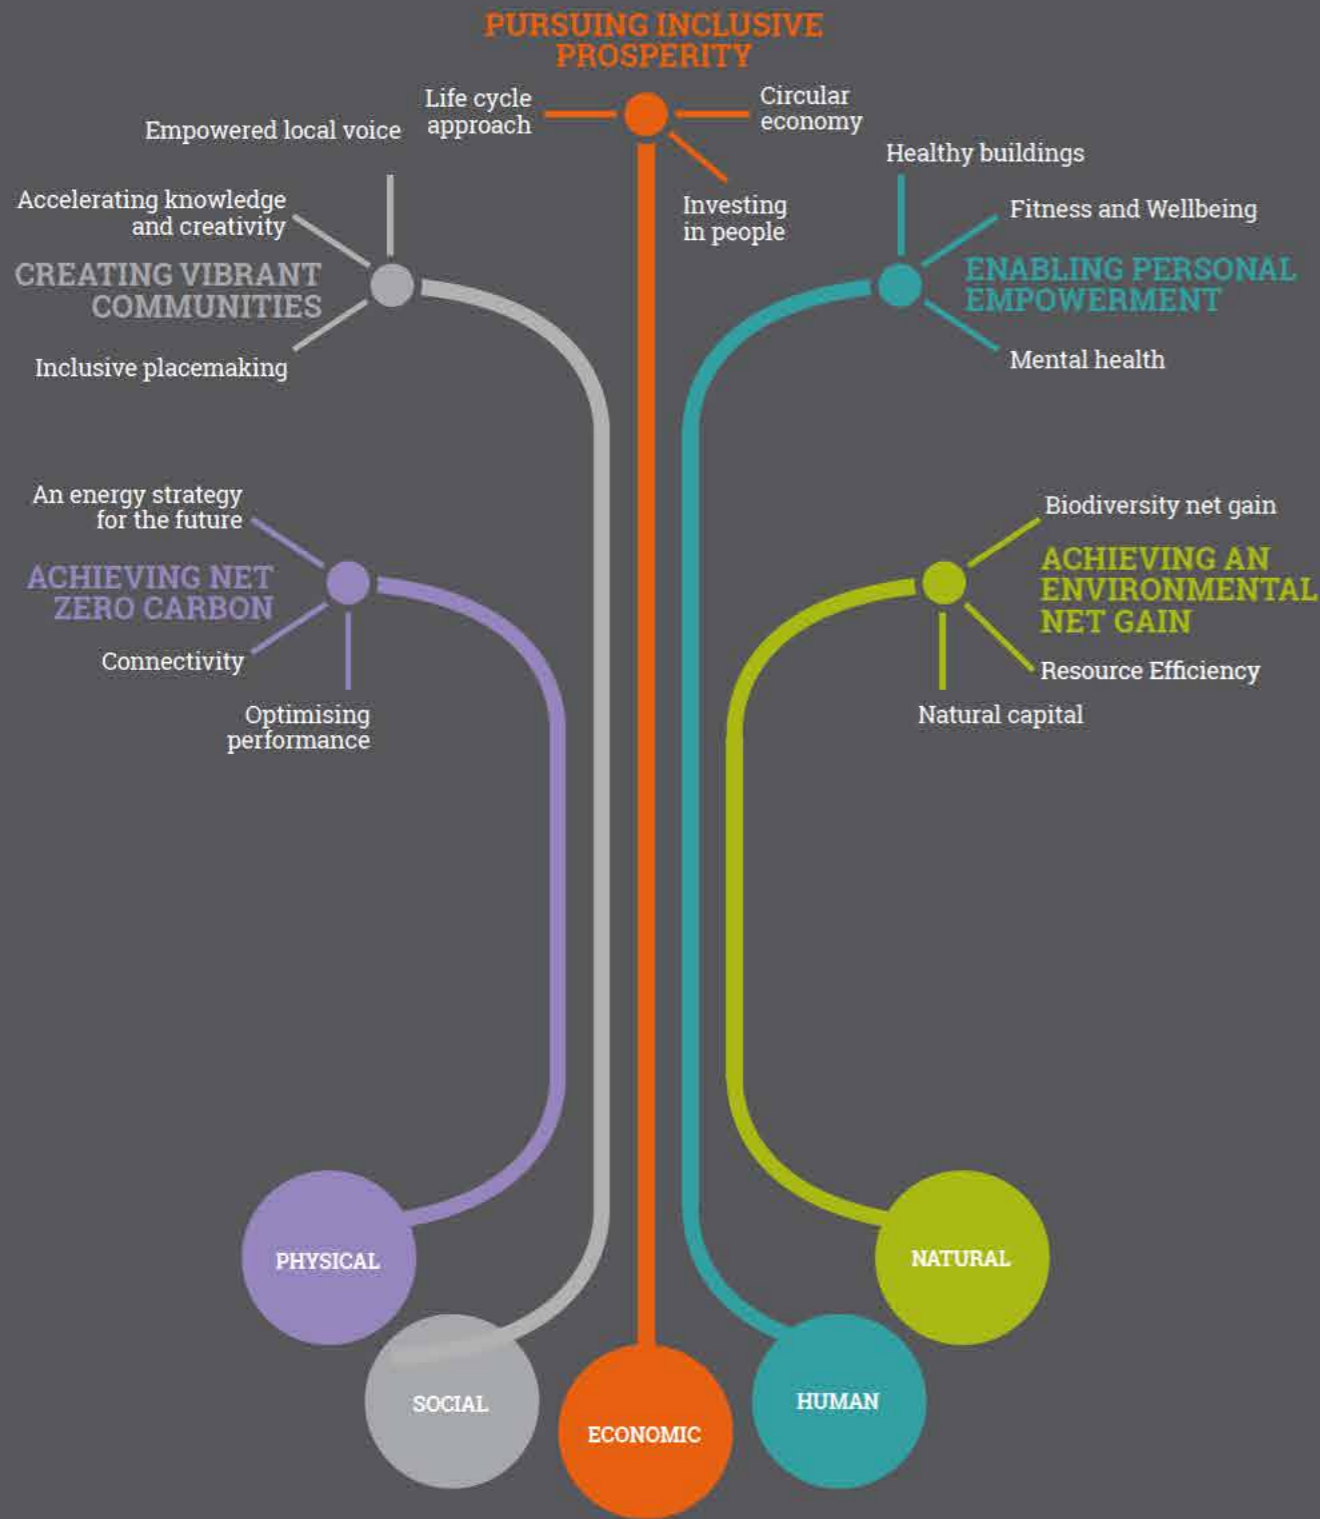 PURSUING INCLUSIVE
PROSPERITY
Life cycle
approach
Circular
economy
Investing
in people
Empowered local voice
Accelerating knowledge
and creativity
CREATING VIBRANT
COMMUNITIES
Inclusive placemaking
Healthy buildings
Fitness and Wellbeing
ENABLING PERSONAL
EMPOWERMENT
Mental health
An energy strategy
for the future
ACHIEVING NET
ZERO CARBON
Connectivity
Optimising
performance
Biodiversity net gain
ACHIEVING AN
ENVIRONMENTAL
NET GAIN
Resource Efficiency
Natural capital
PHYSICAL
SOCIAL
ECONOMIC
HUMAN
NATURAL